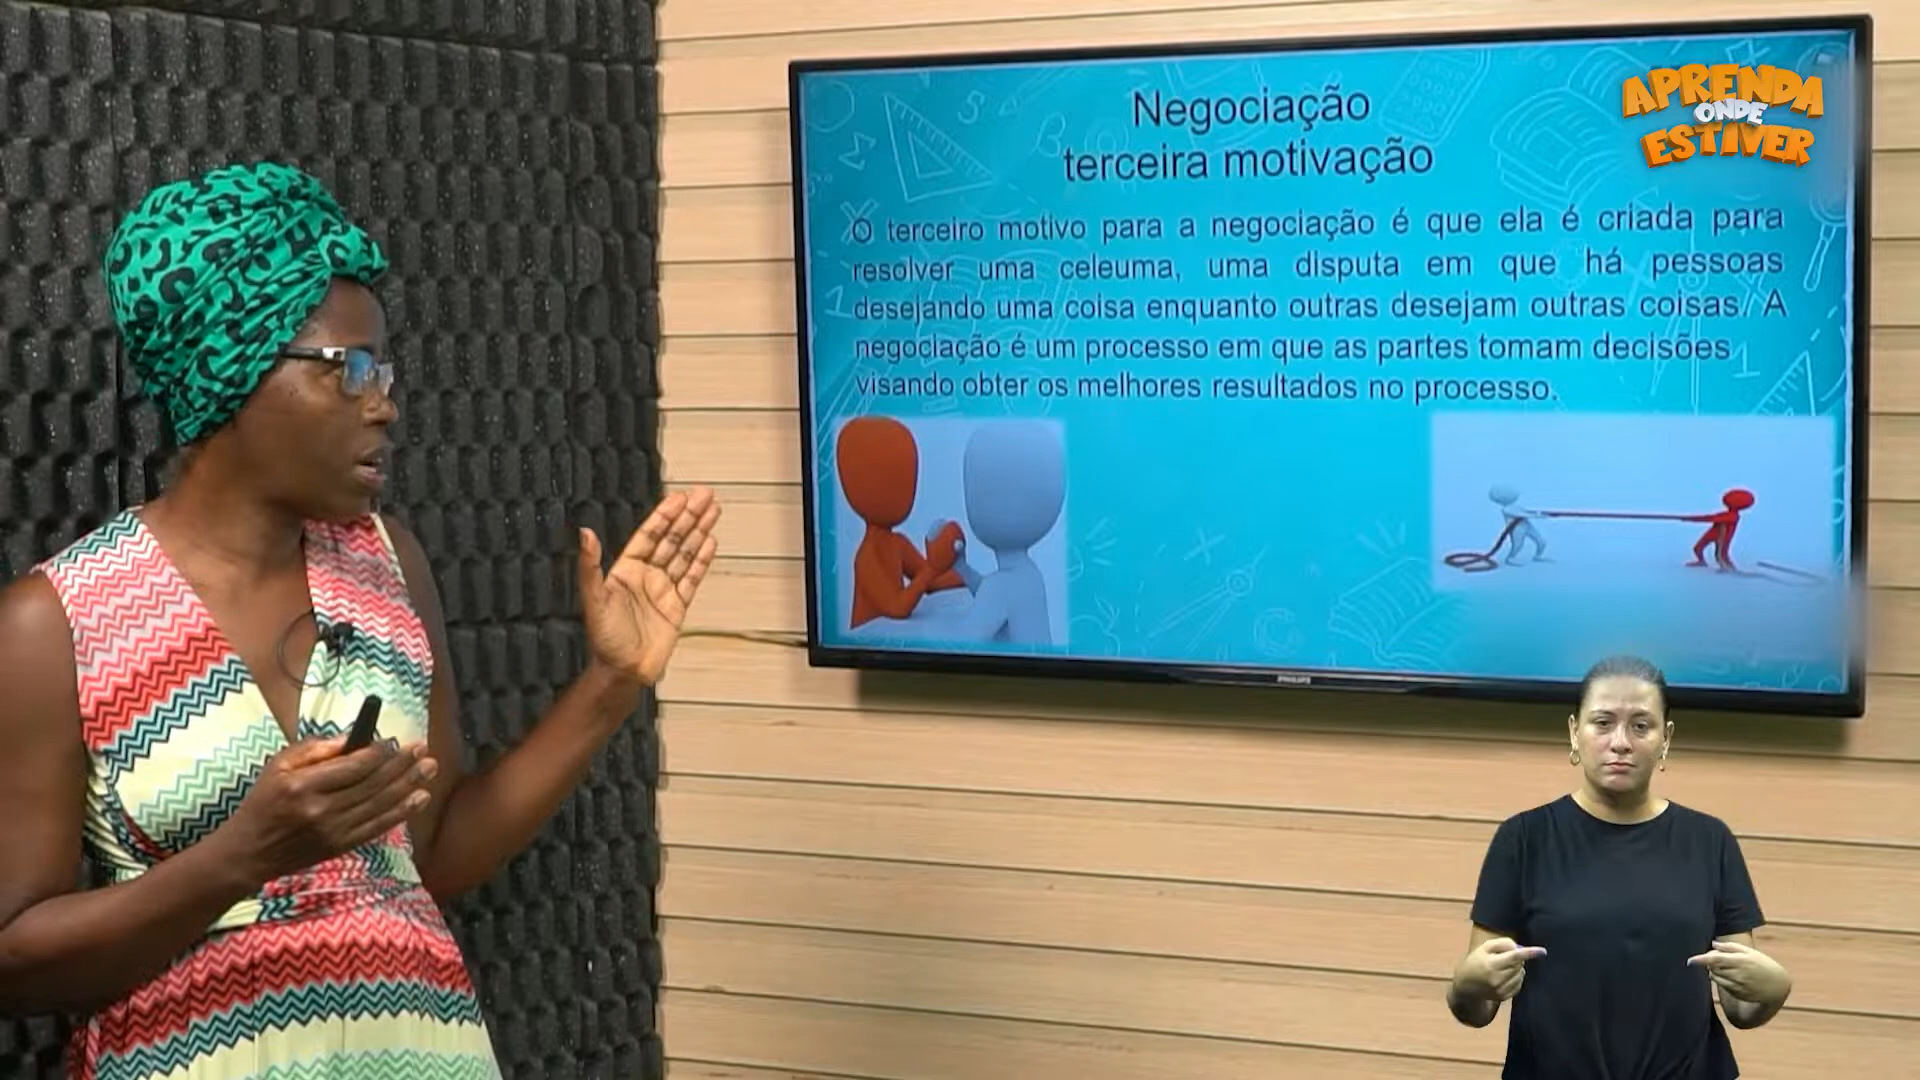 Negociação
terceira motivação
O terceiro motivo para a negociação é que ela é criada para
resolver uma celeuma, uma disputa em que há pessoas
desejando uma coisa enquanto outras desejam outras coisas. A
negociação é um processo em que as partes tomam decisões
visando obter os melhores resultados no processo.
APRENDA
ONDE
ESTIVER
PHILIPS